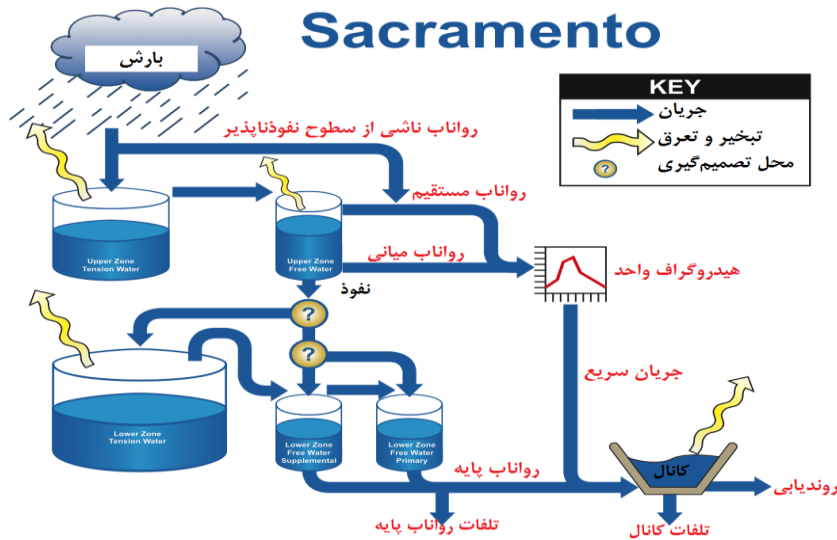 Sacramento
بارش
KEY
جریان
تبخیر و تعرق
محل تصمیم‌گیری
?
رواناب ناشی از سطوح نفوذناپذیر
رواناب مستقیم
Upper Zone
Tension Water
Upper Zone
Free Water
رواناب میانی
هیدروگراف واحد
نفوذ
?
?
جریان سریع
Lower Zone
Tension Water
Lower Zone
Free Water
Supplemental
Lower Zone
Free Water
Primary
رواناب پایه
کانال
روندیابی
تلفات رواناب پایه
تلفات کانال